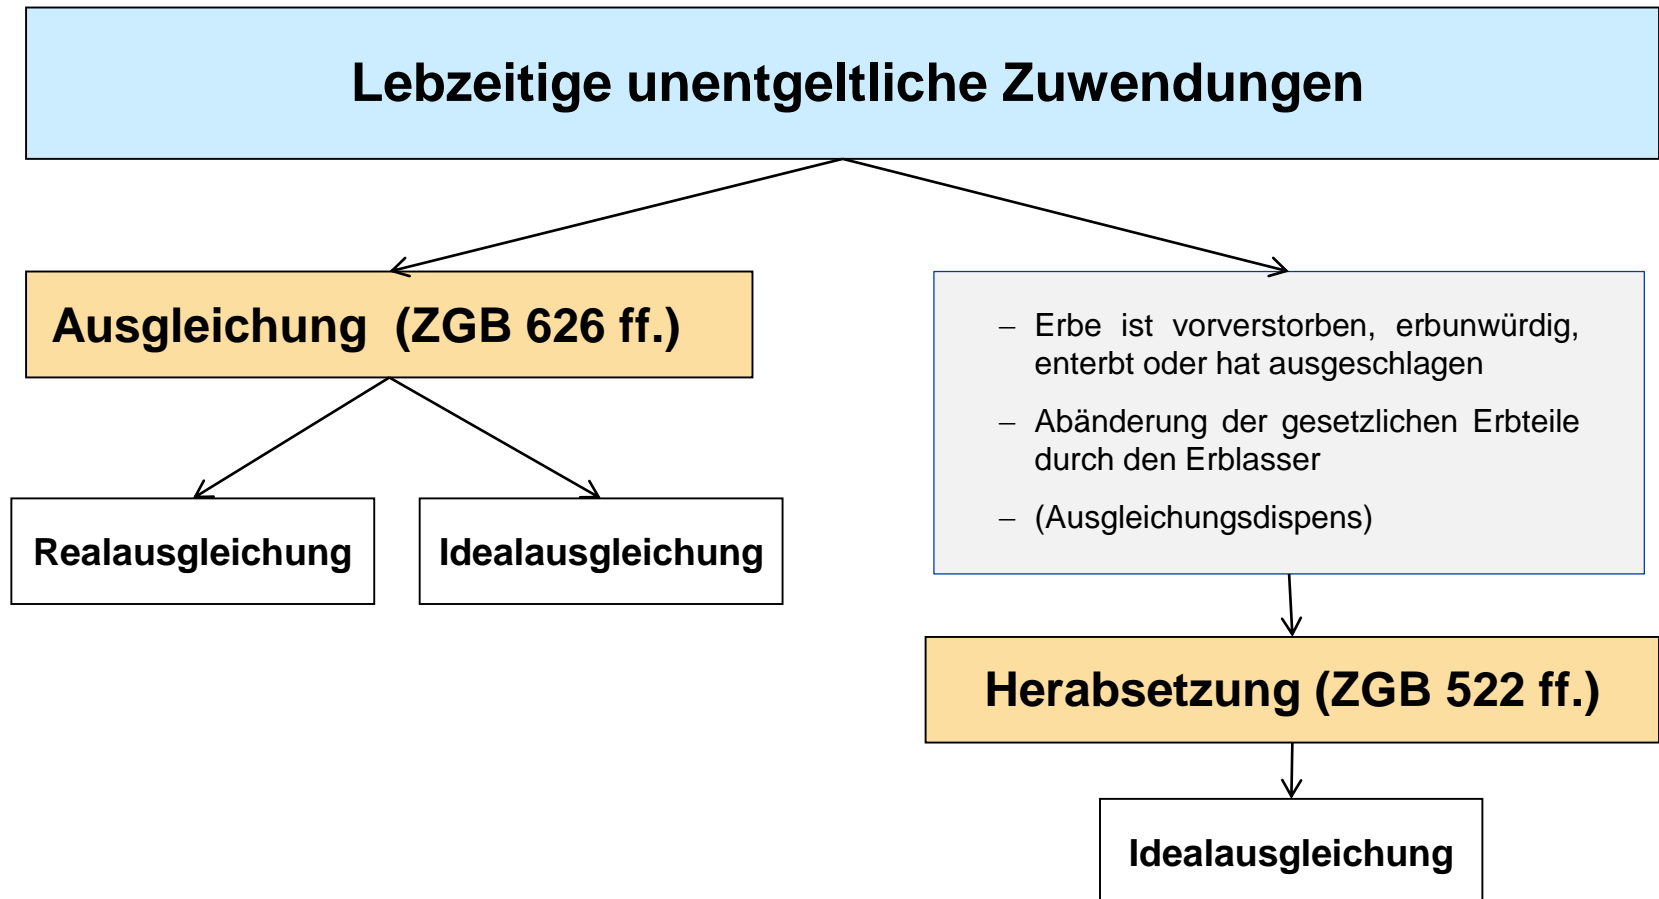 Lebzeitige unentgeltliche Zuwendungen
Ausgleichung (ZGB 626 ff.)
Realausgleichung
Idealausgleichung
– Erbe ist vorverstorben, erbunwürdig,
enterbt oder hat ausgeschlagen
– Abänderung der gesetzlichen Erbteile
durch den Erblasser
– (Ausgleichungsdispens)
Herabsetzung (ZGB 522 ff.)
Idealausgleichung